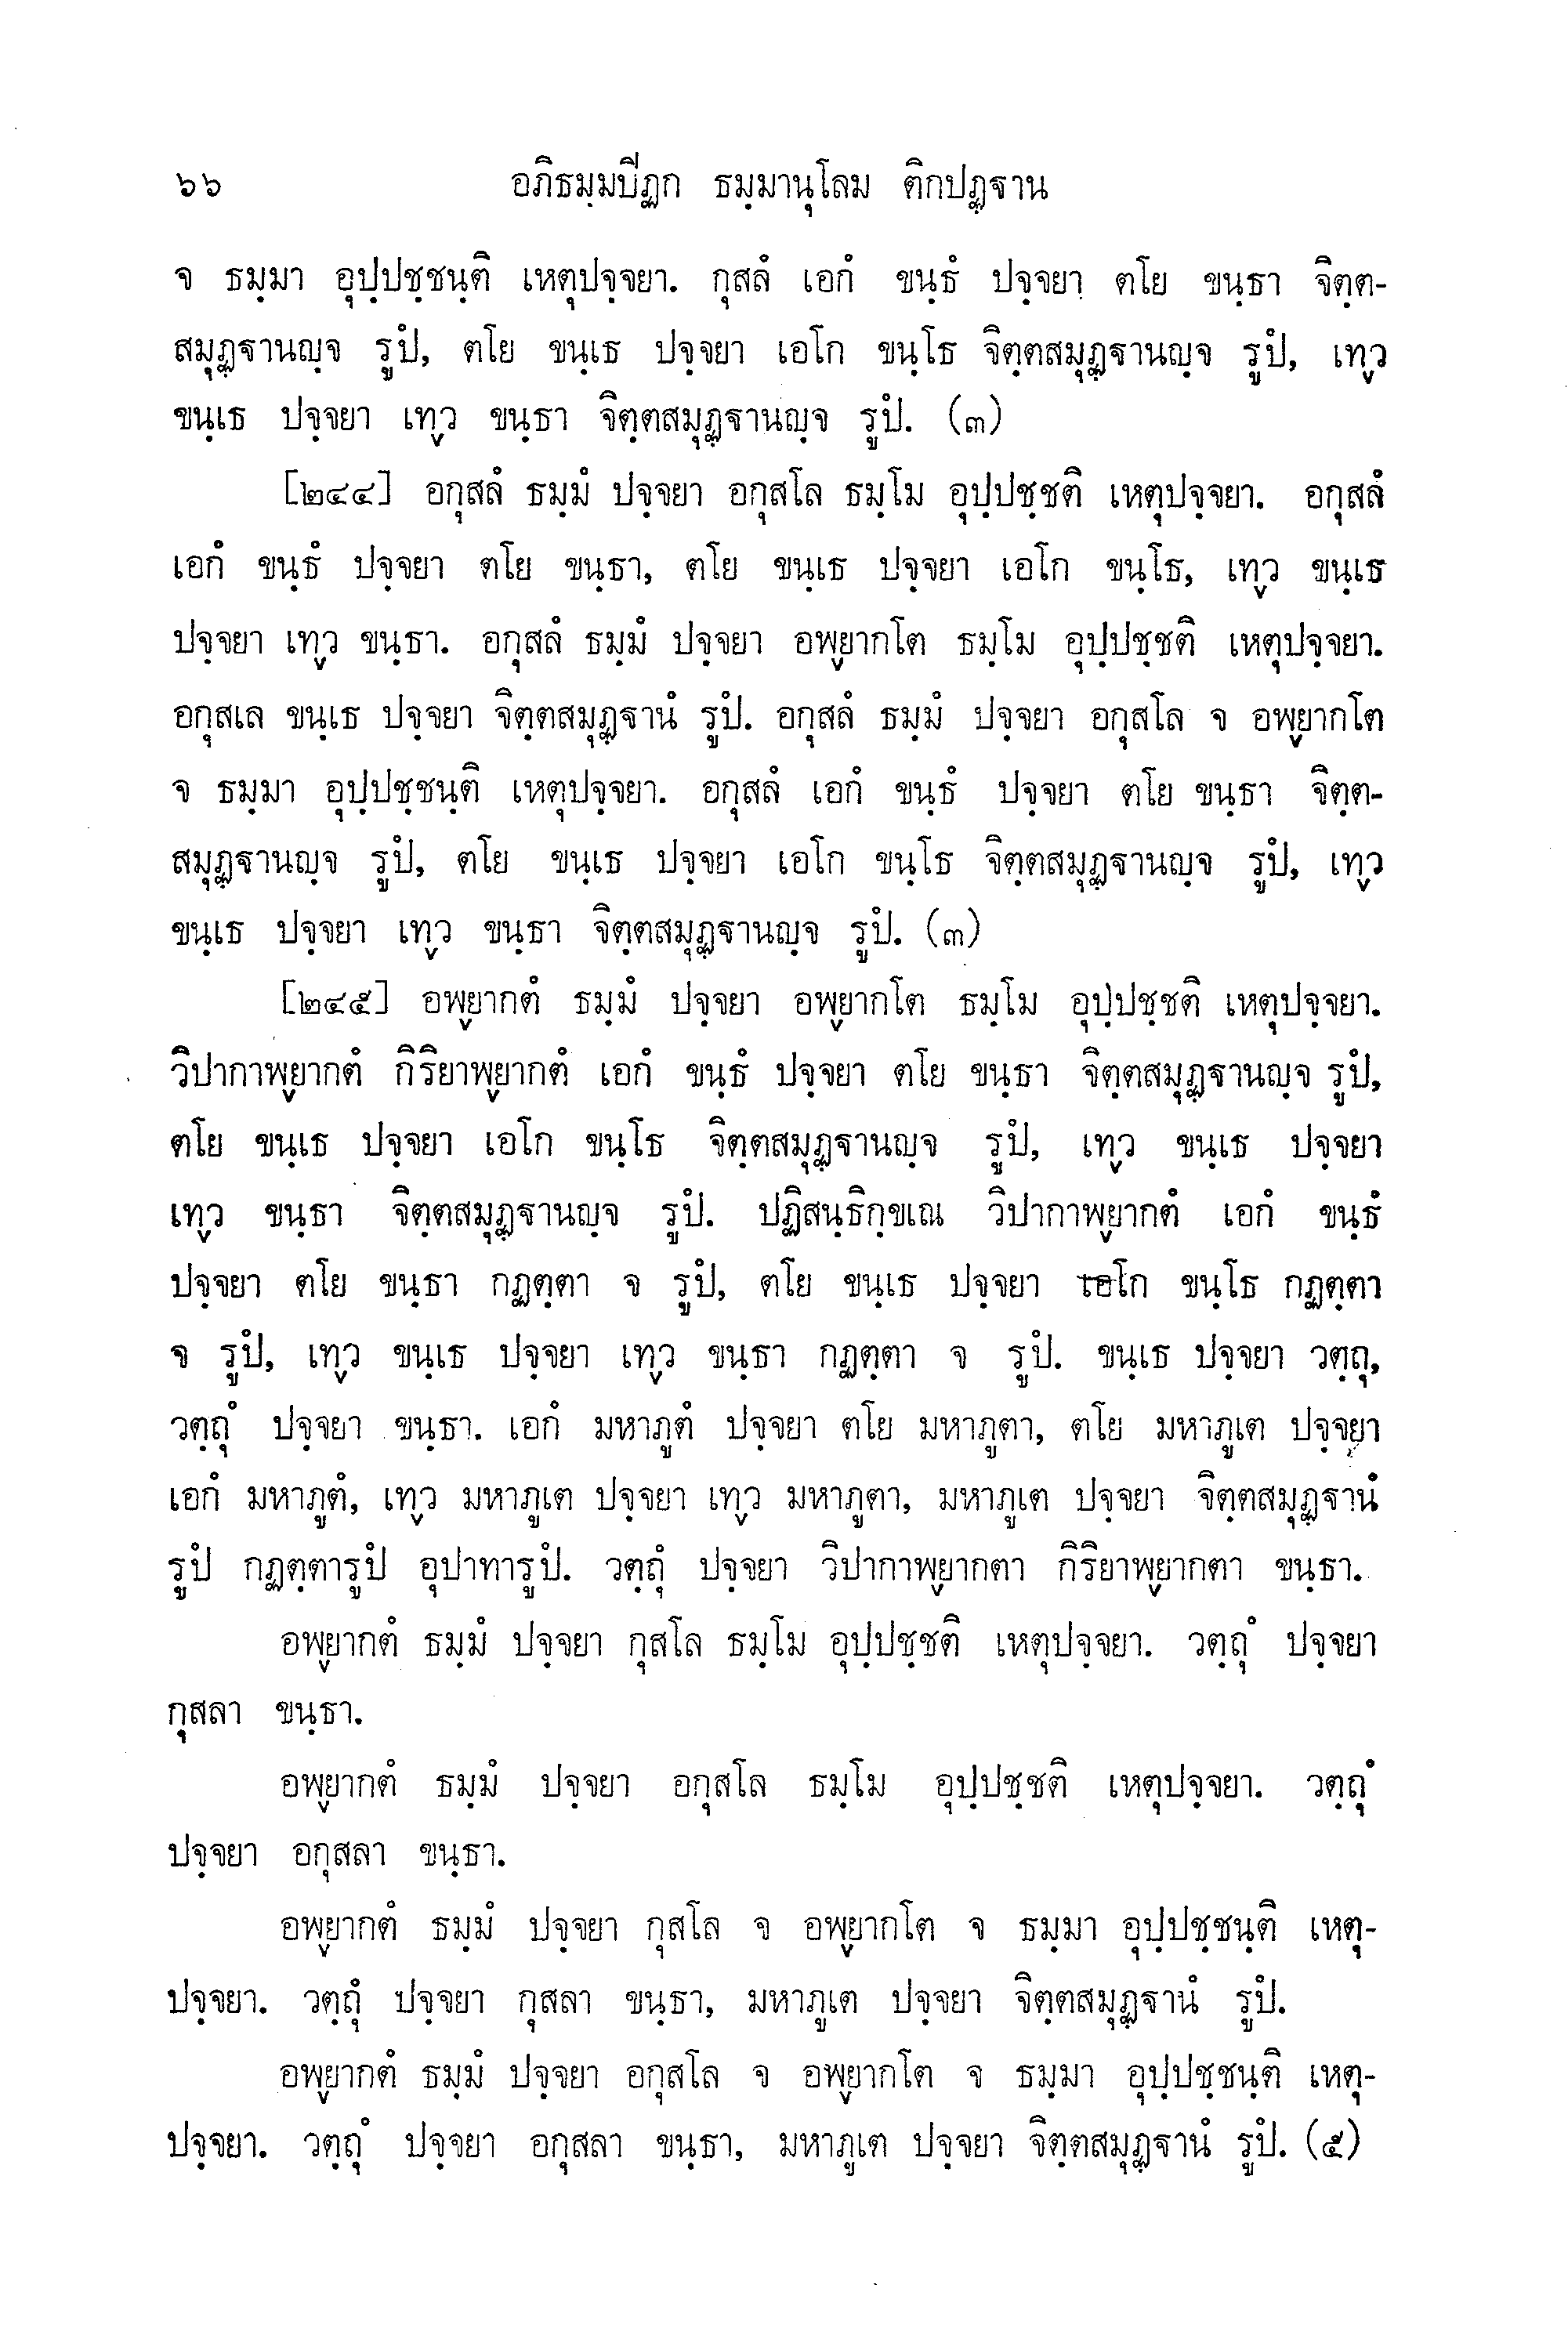 ๖๖ อภิธมฺมปิฏก ธมฺมานุโลม ติกปฏฺฐาน
จ ธมฺมา อุปฺปชฺชนฺติ เหตุปจฺจยา. กุสลํ เอกํ ขนฺธํ ปจฺจยา ตโย ขนฺธา จิตฺต-
สมุฏฺฐานญฺจ รูปํ, ตโย ขนฺเธ ปจฺจยา เอโก ขนฺโธ จิตฺตสมุฏฺฐานญฺจ รูปํ, เทฺว
ขนฺเธ ปจฺจยา เทฺว ขนฺธา จิตฺตสมุฏฺฐานญฺจ รูปํ. (๓)
[๒๔๔] อกุสลํ ธมฺมํ ปจฺจยา อกุสโล ธมฺโม อุปฺปชฺชติ เหตุปจฺจยา. อกุสลํ
เอกํ ขนฺธํ ปจฺจยา ตโย ขนฺธา, ตโย ขนฺเธ ปจฺจยา เอโก ขนฺโธ, เทฺว ขนฺเธ
ปจฺจยา เทฺว ขนฺธา. อกุสลํ ธมฺมํ ปจฺจยา อพฺยากโต ธมฺโม อุปฺปชฺชติ เหตุปจฺจยา.
อกุสเล ขนฺเธ ปจฺจยา จิตฺตสมุฏฺฐานํ รูปํ. อกุสลํ ธมฺมํ ปจฺจยา อกุสโล จ อพฺยากโต
จ ธมฺมา อุปฺปชฺชนฺติ เหตุปจฺจยา. อกุสลํ เอกํ ขนฺธํ ปจฺจยา ตโย ขนฺธา จิตฺต-
สมุฏฺฐานญฺจ รูปํ, ตโย ขนฺเธ ปจฺจยา เอโก ขนฺโธ จิตฺตสมุฏฺฐานญฺจ รูปํ, เทฺว
ขนฺเธ ปจฺจยา เทฺว ขนฺธา จิตฺตสมุฏฺฐานญฺจ รูปํ. (๓)
[๒๔๕] อพฺยากตํ ธมฺมํ ปจฺจยา อพฺยากโต ธมฺโม อุปฺปชฺชติ เหตุปจฺจยา.
วิปากาพฺยากตํ กิริยาพฺยากตํ เอกํ ขนฺธํ ปจฺจยา ตโย ขนฺธา จิตฺตสมุฏฺฐานญฺจ รูปํ,
ตโย ขนฺเธ ปจฺจยา เอโก ขนฺโธ จิตฺตสมุฏฺฐานญฺจ รูปํ, เทฺว ขนฺเธ ปจฺจยา
เทฺว ขนฺธา จิตฺตสมุฏฺฐานญฺจ รูปํ. ปฏิสนฺธิกฺขเณ วิปากาพฺยากตํ เอกํ ขนฺธํ
ปจฺจยา ตโย ขนฺธา กฏตฺตา จ รูปํ, ตโย ขนฺเธ ปจฺจยา เอโก ขนฺโธ กฏตฺตา
จ รูปํ, เทฺว ขนฺเธ ปจฺจยา เทฺว ขนฺธา กฏตฺตา จ รูปํ. ขนฺเธ ปจฺจยา วตฺถุ,
วตฺถุํ ปจฺจยา ขนฺธา. เอกํ มหาภูตํ ปจฺจยา ตโย มหาภูตา, ตโย มหาภูเต ปจฺจยา
เอกํ มหาภูตํ, เทฺว มหาภูเต ปจฺจยา เทฺว มหาภูตา, มหาภูเต ปจฺจยา จิตฺตสมุฏฺฐานํ
รูปํ กฏตฺตารูปํ อุปาทารูปํ. วตฺถุํ ปจฺจยา วิปากาพฺยากตา กิริยาพฺยากตา ขนฺธา.
อพฺยากตํ ธมฺมํ ปจฺจยา กุสโล ธมฺโม อุปฺปชฺชติ เหตุปจฺจยา. วตฺถุํ ปจฺจยา
กุสลา ขนฺธา.
อพฺยากตํ ธมฺมํ ปจฺจยา อกุสโล ธมฺโม อุปฺปชฺชติ เหตุปจฺจยา. วตฺถุํ
ปจฺจยา อกุสลา ขนฺธา.
อพฺยากตํ ธมฺมํ ปจฺจยา กุสโล จ อพฺยากโต จ ธมฺมา อุปฺปชฺชนฺติ เหตุ-
ปจฺจยา. วตฺถุํ ปจฺจยา กุสลา ขนฺธา, มหาภูเต ปจฺจยา จิตฺตสมุฏฺฐานํ รูปํ.
อพฺยากตํ ธมฺมํ ปจฺจยา อกุสโล จ อพฺยากโต จ ธมฺมา อุปฺปชฺชนฺติ เหตุ-
ปจฺจยา. วตฺถุํ ปจฺจยา อกุสลา ขนฺธา, มหาภูเต ปจฺจยา จิตฺตสมุฏฺฐานํ รูปํ. (๕)